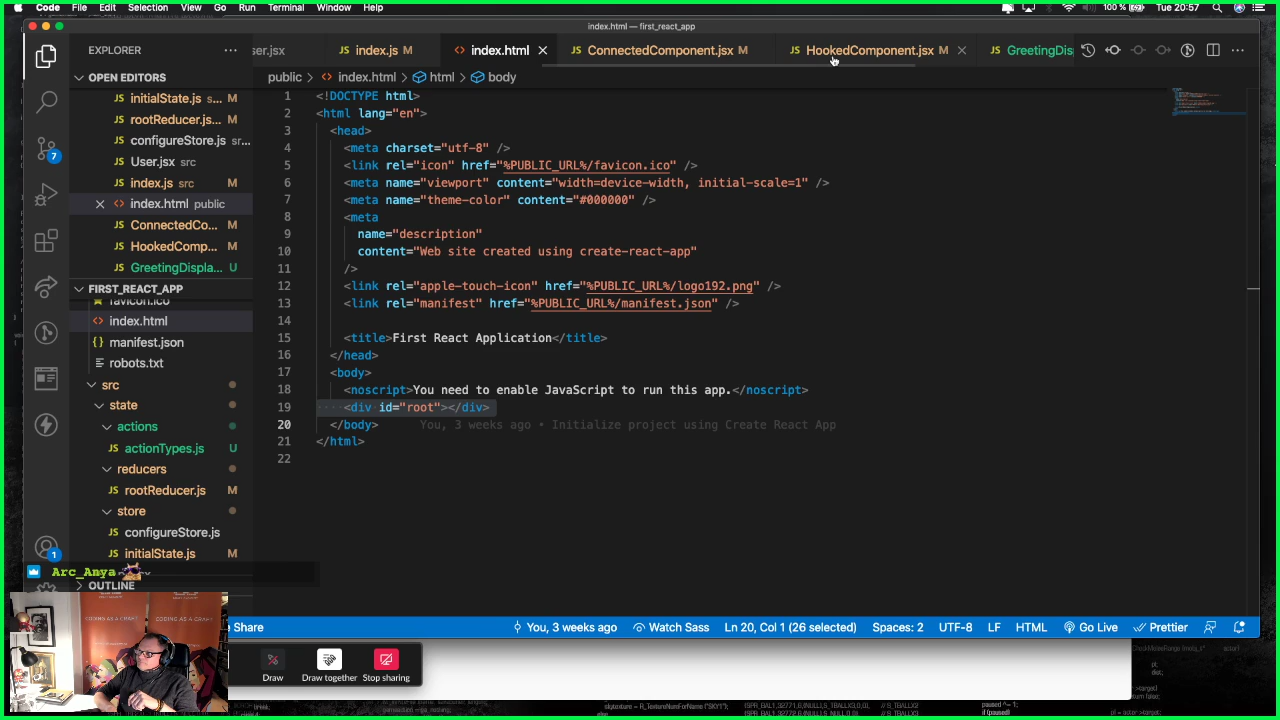 Code File Edit Selection View Go Run Terminal Window Help 100 % Tue 20:57
index.html — first_react_app
EXPLORER ser.jsx JS index.js M <> index.html JS ConnectedComponent.jsx M JS HookedComponent.jsx M JS GreetingDis
OPEN EDITORS
public > <> index.html > html > body
JS initialState.js s... M
JS rootReducer.js... M
JS configureStore.js sr...
JS User.jsx src
JS index.js src M
<> index.html public
JS ConnectedCo... M
JS HookedComp... M
JS GreetingDispla... U
FIRST_REACT_APP
favicon.ico
<> index.html
{} manifest.json
robots.txt
src
state
actions
JS actionTypes.js U
reducers
JS rootReducer.js M
store
JS configureStore.js
JS initialState.js M
OUTLINE
7
1
1 <!DOCTYPE html>
2 <html lang="en">
3 <head>
4 <meta charset="utf-8" />
5 <link rel="icon" href="%PUBLIC_URL%/favicon.ico" />
6 <meta name="viewport" content="width=device-width, initial-scale=1" />
7 <meta name="theme-color" content="#000000" />
8 <meta
9 name="description"
10 content="Web site created using create-react-app"
11 />
12 <link rel="apple-touch-icon" href="%PUBLIC_URL%/logo192.png" />
13 <link rel="manifest" href="%PUBLIC_URL%/manifest.json" />
14
15 <title>First React Application</title>
16 </head>
17 <body>
18 <noscript>You need to enable JavaScript to run this app.</noscript>
19 <div id="root"></div>
20 </body> You, 3 weeks ago • Initialize project using Create React App
21 </html>
22
Arc_Anya
CODING AS A CRAFT
Share You, 3 weeks ago Watch Sass Ln 20, Col 1 (26 selected) Spaces: 2 UTF-8 LF HTML Go Live Prettier
Draw Draw together Stop sharing